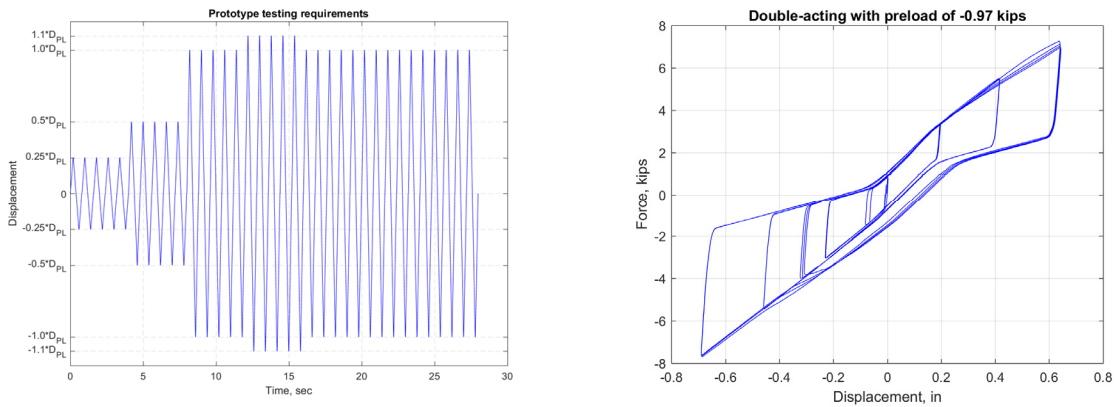 Prototype testing requirements
1.1*D_PL
1.0*D_PL
0.5*D_PL
0.25*D_PL
0
-0.25*D_PL
-0.5*D_PL
-1.0*D_PL
-1.1*D_PL
Displacement
0 5 10 15 20 25 30
Time, sec
Double-acting with preload of -0.97 kips
8
6
4
2
0
-2
-4
-6
-8
Force, kips
-0.8 -0.6 -0.4 -0.2 0 0.2 0.4 0.6 0.8
Displacement, in